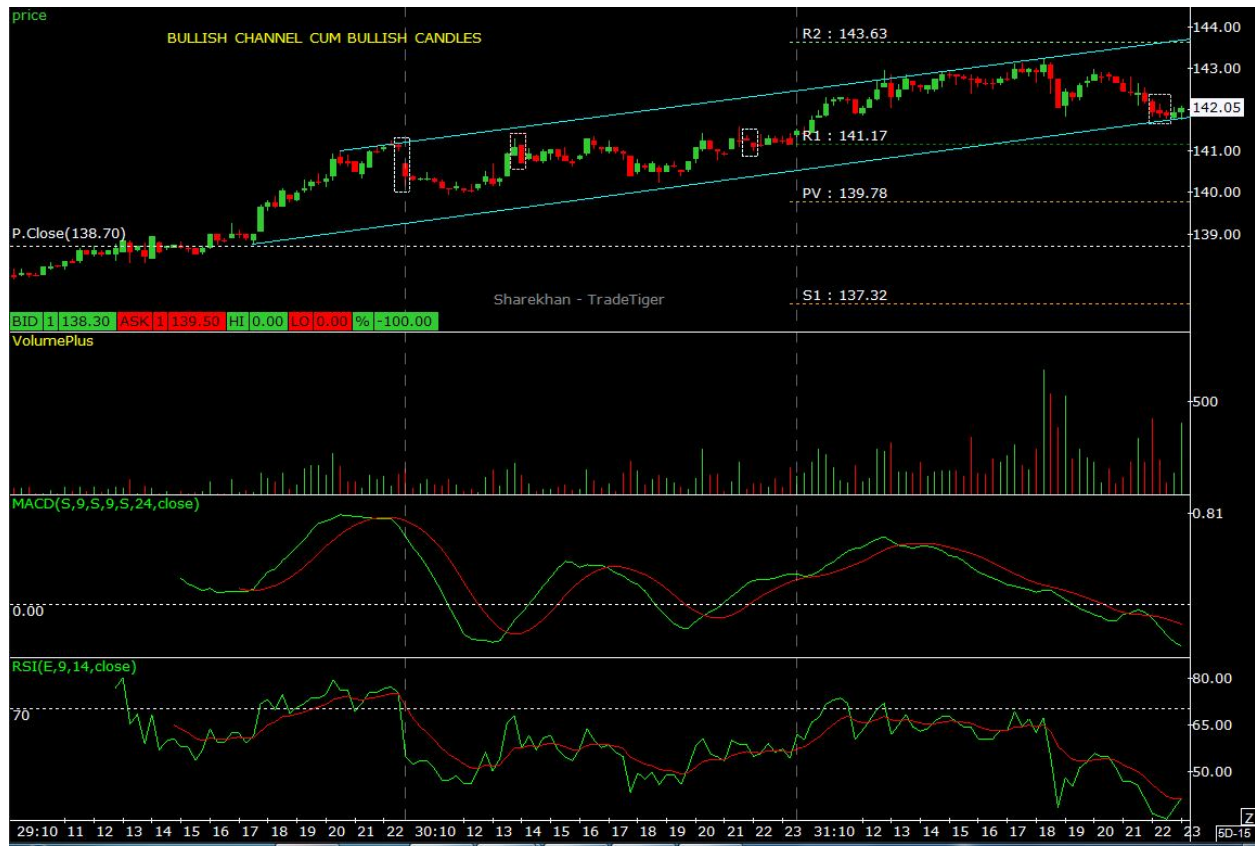 price
BULLISH CHANNEL CUM BULLISH CANDLES
R2 : 143.63
144.00
143.00
142.05
R1 : 141.17
141.00
PV : 139.78
140.00
P.Close(138.70)
139.00
S1 : 137.32
Sharekhan - TradeTiger
BID 1 138.30 ASK 1 139.50 HI 0.00 LO 0.00 % -100.00
VolumePlus
500
MACD(S,9,S,9,S,24,close)
0.81
0.00
RSI(E,9,14,close)
80.00
70
65.00
50.00
29:10 11 12 13 14 15 16 17 18 19 20 21 22 30:10 12 13 14 15 16 17 18 19 20 21 22 23 31:10 12 13 14 15 16 17 18 19 20 21 22 23
Z
5D-15